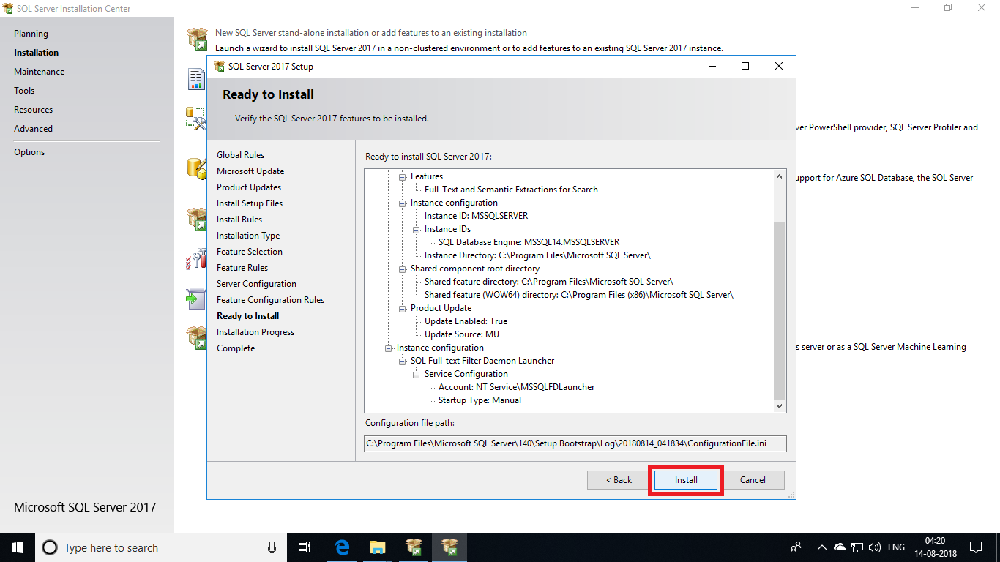 SQL Server Installation Center
Planning
Installation
Maintenance
Tools
Resources
Advanced
Options
Microsoft SQL Server 2017
New SQL Server stand-alone installation or add features to an existing installation
Launch a wizard to install SQL Server 2017 in a non-clustered environment or to add features to an existing SQL Server 2017 instance.
PowerShell provider, SQL Server Profiler and
for Azure SQL Database, the SQL Server
server or as a SQL Server Machine Learning
SQL Server 2017 Setup
Ready to Install
Verify the SQL Server 2017 features to be installed.
Global Rules
Microsoft Update
Product Updates
Install Setup Files
Install Rules
Installation Type
Feature Selection
Feature Rules
Server Configuration
Feature Configuration Rules
Ready to Install
Installation Progress
Complete
Ready to install SQL Server 2017:
Features
Full-Text and Semantic Extractions for Search
Instance configuration
Instance ID: MSSQLSERVER
Instance IDs
SQL Database Engine: MSSQL14.MSSQLSERVER
Instance Directory: C:\Program Files\Microsoft SQL Server\
Shared component root directory
Shared feature directory: C:\Program Files\Microsoft SQL Server\
Shared feature (WOW64) directory: C:\Program Files (x86)\Microsoft SQL Server\
Product Update
Update Enabled: True
Update Source: MU
Instance configuration
SQL Full-text Filter Daemon Launcher
Service Configuration
Account: NT Service\MSSQLFDLauncher
Startup Type: Manual
Configuration file path:
C:\Program Files\Microsoft SQL Server\140\Setup Bootstrap\Log\20180814_041834\ConfigurationFile.ini
< Back
Install
Cancel
Type here to search
ENG
04:20
14-08-2018